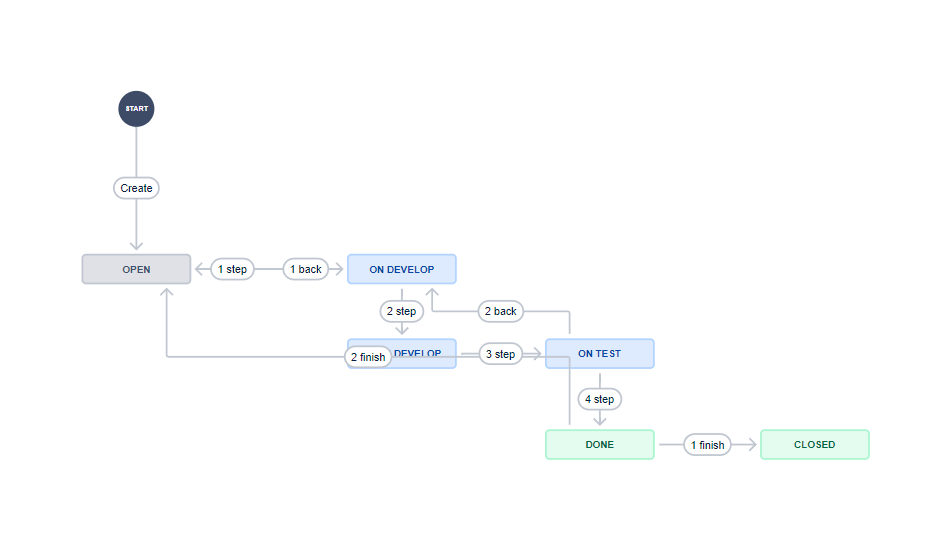 START
Create
OPEN
1 step
1 back
ON DEVELOP
2 step
2 back
2 finish
DEVELOP
3 step
ON TEST
4 step
DONE
1 finish
CLOSED